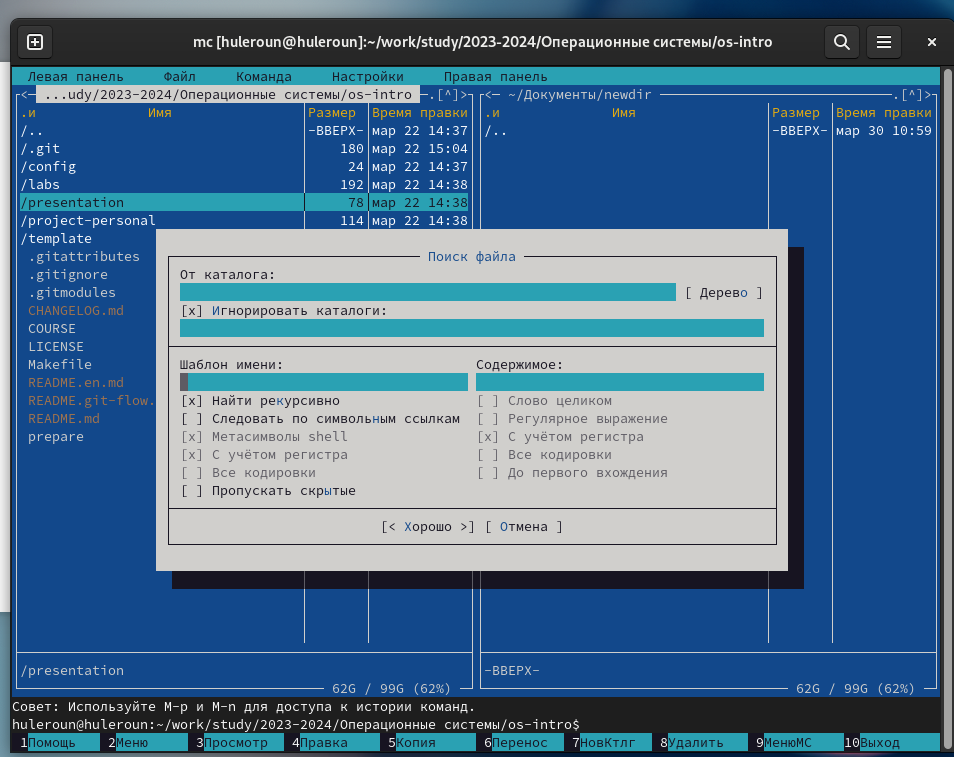 mc [huleroun@huleroun]:~/work/study/2023-2024/Операционные системы/os-intro
Левая панель Файл Команда Настройки Правая панель
<— ...udy/2023-2024/Операционные системы/os-intro —.[^]>
.и Имя Размер Время правки
/.. -ВВЕРХ- мар 22 14:37
/.git 180 мар 22 15:04
/config 24 мар 22 14:37
/labs 192 мар 22 14:38
/presentation 78 мар 22 14:38
/project-personal 114 мар 22 14:38
/template
.gitattributes
.gitignore
.gitmodules
CHANGELOG.md
COURSE
LICENSE
Makefile
README.en.md
README.git-flow.
README.md
prepare
/presentation
62G / 99G (62%)
<— ~/Документы/newdir —.[^]>
.и Имя Размер Время правки
/.. -ВВЕРХ- мар 30 10:59
-ВВЕРХ-
62G / 99G (62%)
Поиск файла
От каталога:
[ Дерево ]
[x] Игнорировать каталоги:
Шаблон имени:
[x] Найти рекурсивно
[ ] Следовать по символьным ссылкам
[x] Метасимволы shell
[x] С учётом регистра
[ ] Все кодировки
[ ] Пропускать скрытые
Содержимое:
[ ] Слово целиком
[ ] Регулярное выражение
[x] С учётом регистра
[ ] Все кодировки
[ ] До первого вхождения
[< Хорошо >] [ Отмена ]
Совет: Используйте M-p и M-n для доступа к истории команд.
huleroun@huleroun:~/work/study/2023-2024/Операционные системы/os-intro$
1Помощь 2Меню 3Просмотр 4Правка 5Копия 6Перенос 7НовКтлг 8Удалить 9МенюMC 10Выход